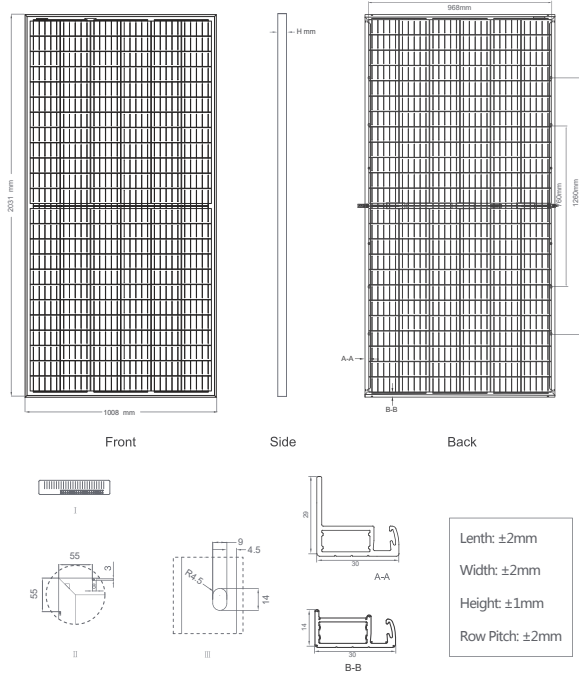 968mm
H mm
2031 mm
760mm
1260mm
A-A
B-B
1008 mm
Front
Side
Back
I
55
3
55
II
9
4.5
R4.5
14
III
29
30
A-A
14
30
B-B
Lenth: ±2mm
Width: ±2mm
Height: ±1mm
Row Pitch: ±2mm